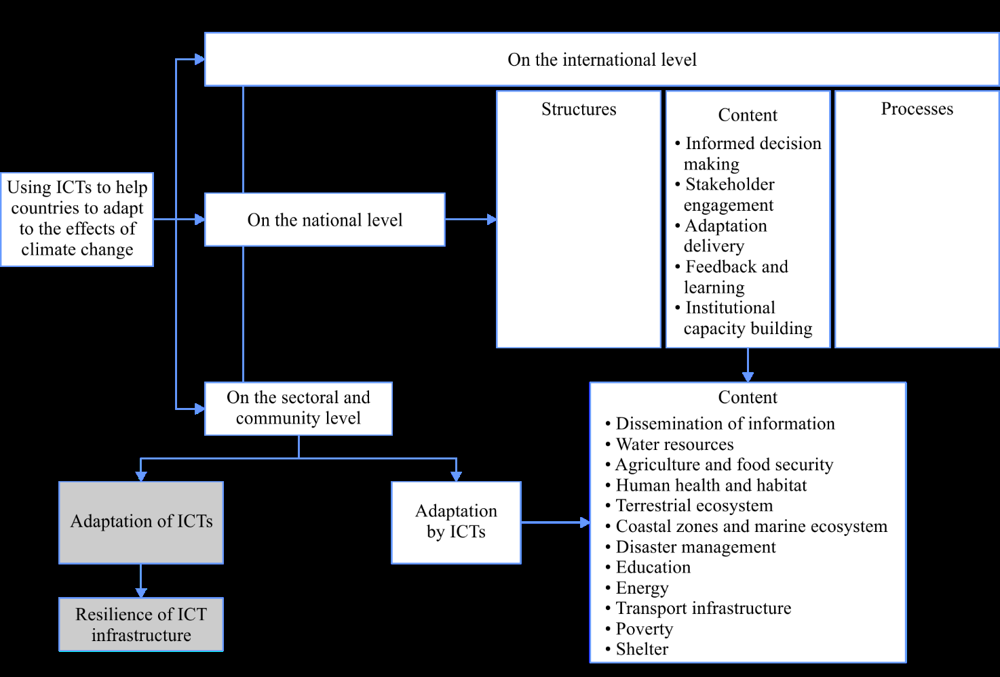 On the international level
Structures
Content
• Informed decision
making
• Stakeholder
engagement
• Adaptation
delivery
• Feedback and
learning
• Institutional
capacity building
Processes
Using ICTs to help
countries to adapt
to the effects of
climate change
On the national level
On the sectoral and
community level
Adaptation of ICTs
Resilience of ICT
infrastructure
Adaptation
by ICTs
Content
• Dissemination of information
• Water resources
• Agriculture and food security
• Human health and habitat
• Terrestrial ecosystem
• Coastal zones and marine ecosystem
• Disaster management
• Education
• Energy
• Transport infrastructure
• Poverty
• Shelter